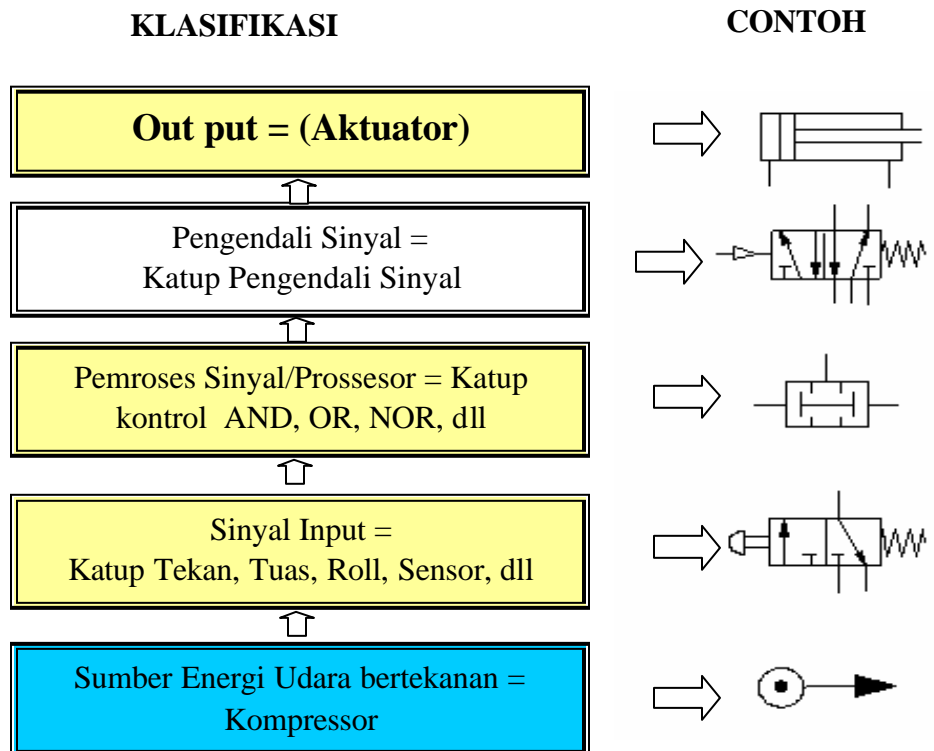 KLASIFIKASI
CONTOH
Out put = (Aktuator)
Pengendali Sinyal =
Katup Pengendali Sinyal
Pemroses Sinyal/Prossesor = Katup
kontrol AND, OR, NOR, dll
Sinyal Input =
Katup Tekan, Tuas, Roll, Sensor, dll
Sumber Energi Udara bertekanan =
Kompressor